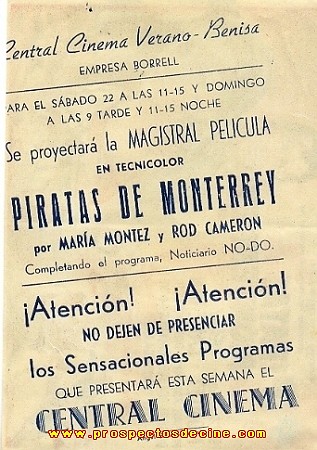 Central Cinema Verano - Benisa
EMPRESA BORRELL
PARA EL SÁBADO 22 A LAS 11-15 Y DOMINGO
A LAS 9 TARDE Y 11-15 NOCHE
Se proyectará la MAGISTRAL PELICULA
EN TECNICOLOR
PIRATAS DE MONTERREY
por MARÍA MONTEZ y ROD CAMERON
Completando el programa, Noticiario NO-DO.
¡Atención! ¡Atención!
NO DEJEN DE PRESENCIAR
los Sensacionales Programas
QUE PRESENTARÁ ESTA SEMANA EL
CENTRAL CINEMA
www.prospectosdecine.com